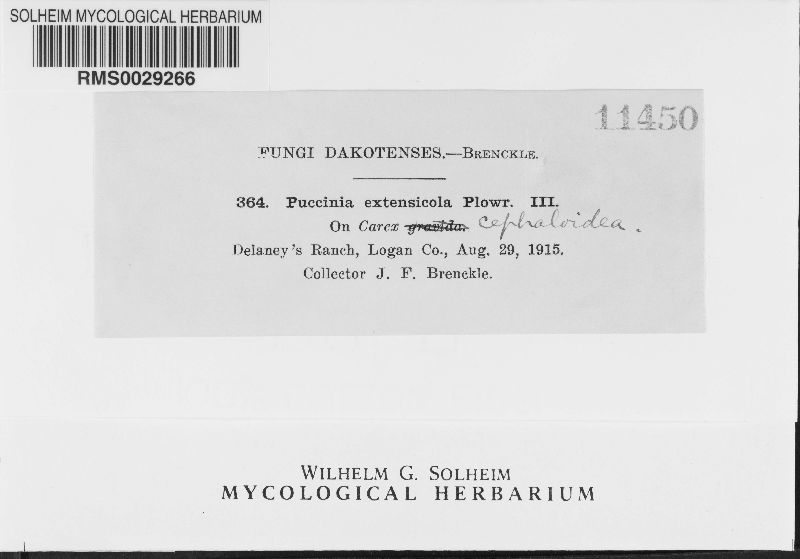 SOLHEIM MYCOLOGICAL HERBARIUM
RMS0029266
11450
FUNGI DAKOTENSES.—BRENCKLE.
364. Puccinia extensicola Plowr. III.
On Carex gravida. cephaloidea.
Delaney's Ranch, Logan Co., Aug. 29, 1915.
Collector J. F. Brenckle.
WILHELM G. SOLHEIM
MYCOLOGICAL HERBARIUM